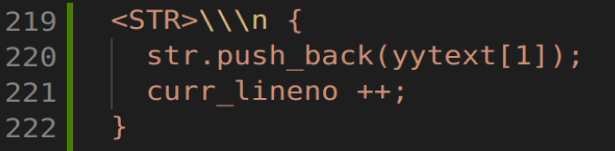 219 <STR>\\\n {
220 str.push_back(yytext[1]);
221 curr_lineno ++;
222 }